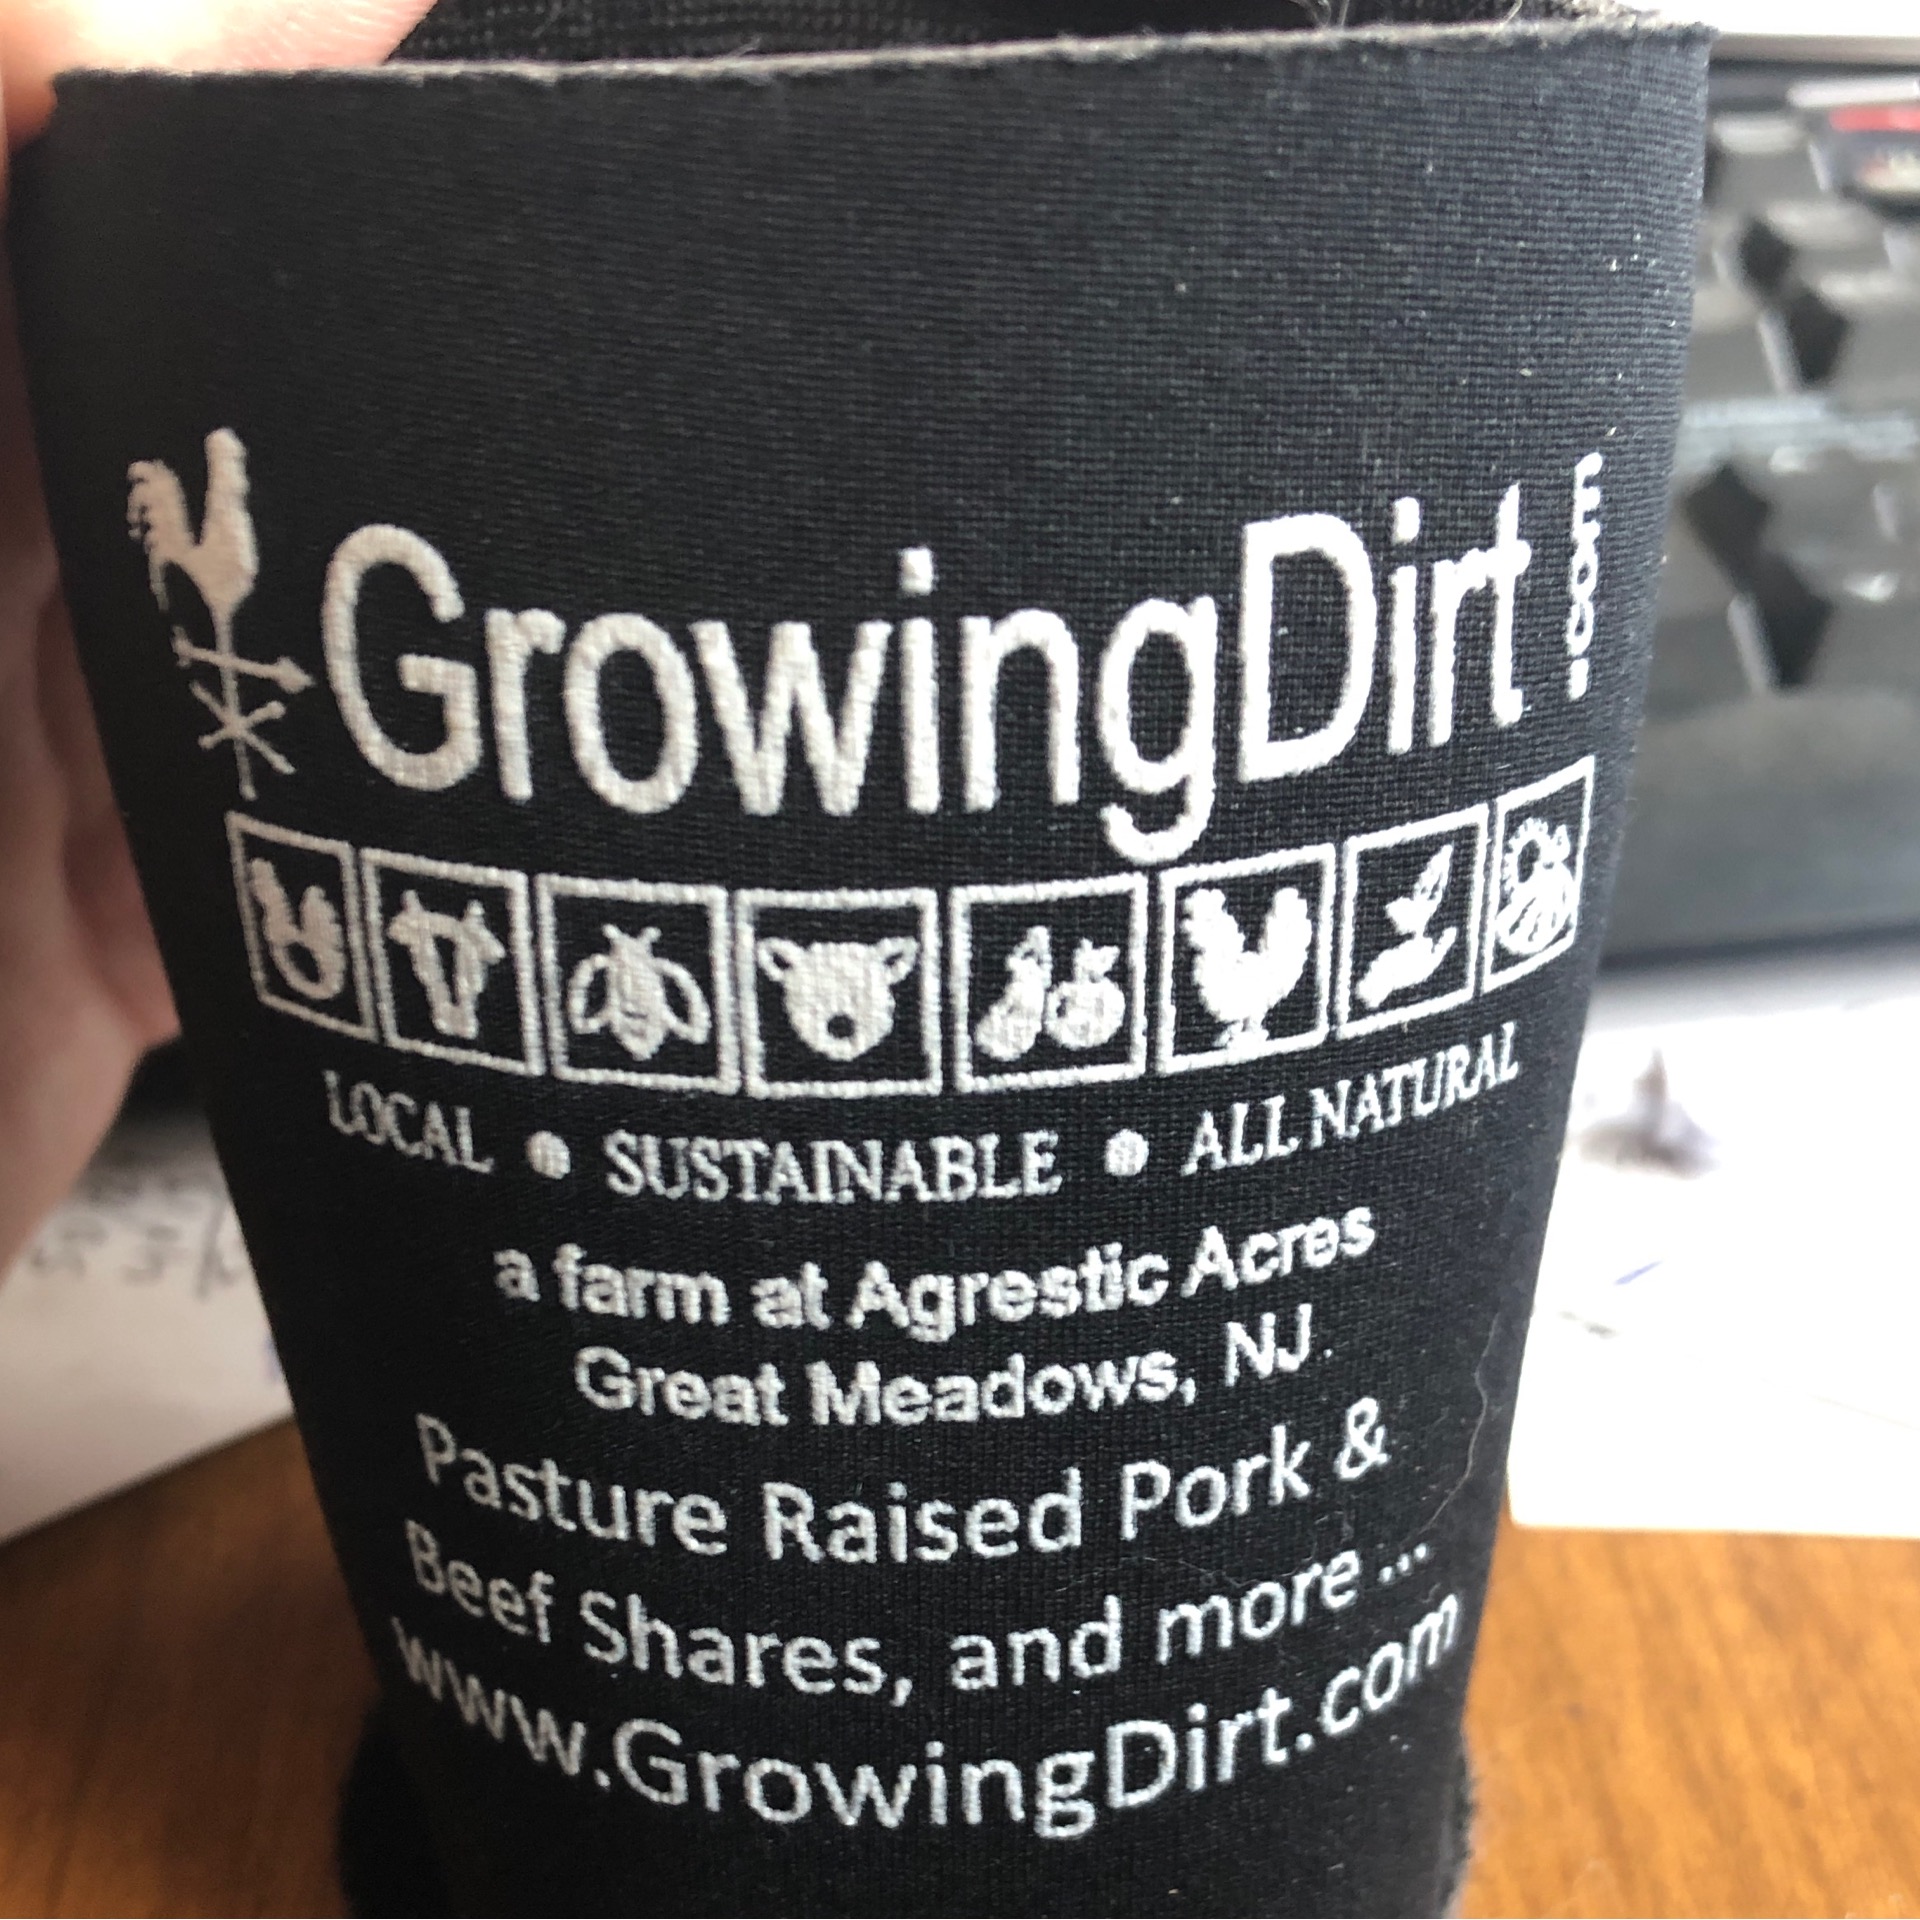 GrowingDirt.com
LOCAL • SUSTAINABLE • ALL NATURAL
a farm at Agrestic Acres
Great Meadows, NJ
Pasture Raised Pork &
Beef Shares, and more ...
www.GrowingDirt.com